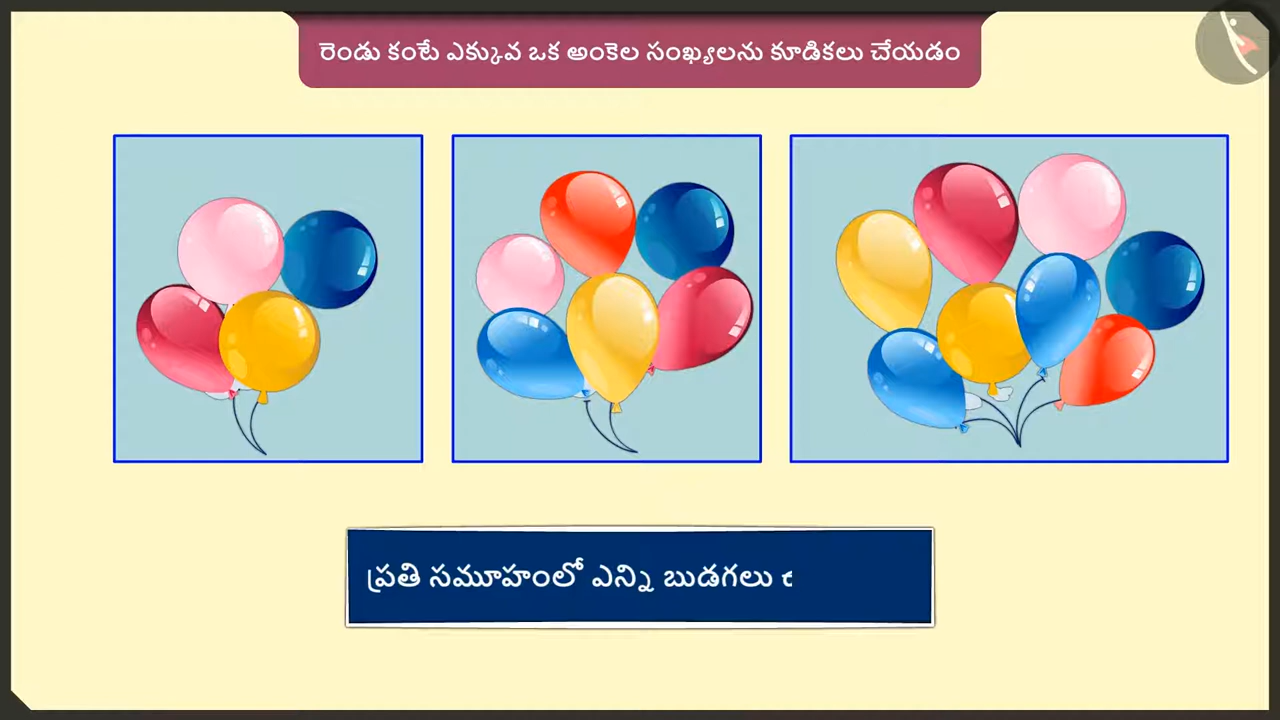 రెండు కంటే ఎక్కువ ఒక అంకెల సంఖ్యలను కూడికలు చేయడం
ప్రతి సమూహంలో ఎన్ని బుడగలు